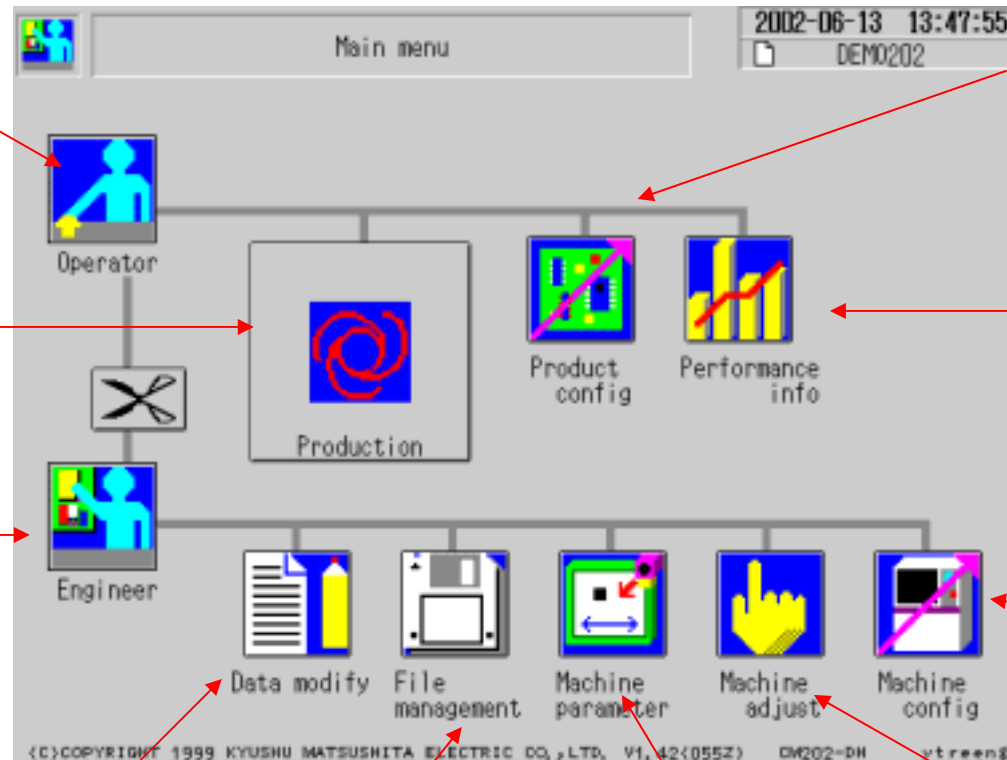 Main menu
2002-06-13 13:47:55
DEMO202
Operator
Production
Product
config
Performance
info
Engineer
Data modify
File
management
Machine
parameter
Machine
adjust
Machine
config
(C)COPYRIGHT 1999 KYUSHU MATSUSHITA ELECTRIC CO,,LTD, V1,42(055Z) CM202-DH